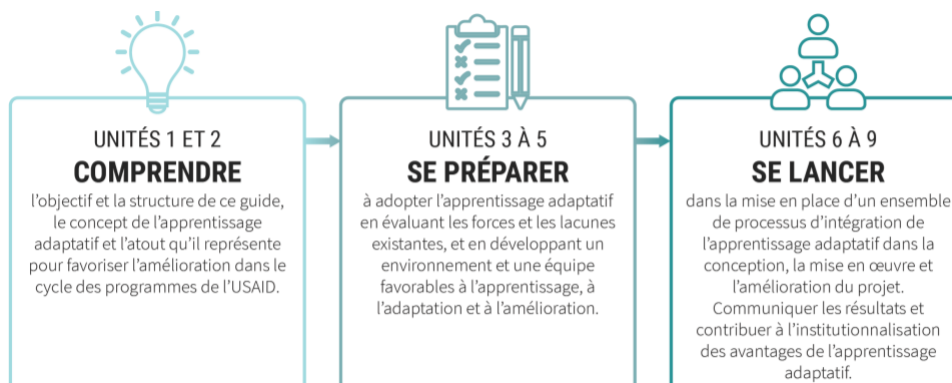 UNITÉS 1 ET 2
COMPRENDRE
l'objectif et la structure de ce guide,
le concept de l'apprentissage
adaptatif et l'atout qu'il représente
pour favoriser l'amélioration dans le
cycle des programmes de l'USAID.
UNITÉS 3 À 5
SE PRÉPARER
à adopter l'apprentissage adaptatif
en évaluant les forces et les lacunes
existantes, et en développant un
environnement et une équipe
favorables à l'apprentissage, à
l'adaptation et à l'amélioration.
UNITÉS 6 À 9
SE LANCER
dans la mise en place d'un ensemble
de processus d'intégration de
l'apprentissage adaptatif dans la
conception, la mise en œuvre et
l'amélioration du projet.
Communiquer les résultats et
contribuer à l'institutionnalisation
des avantages de l'apprentissage
adaptatif.